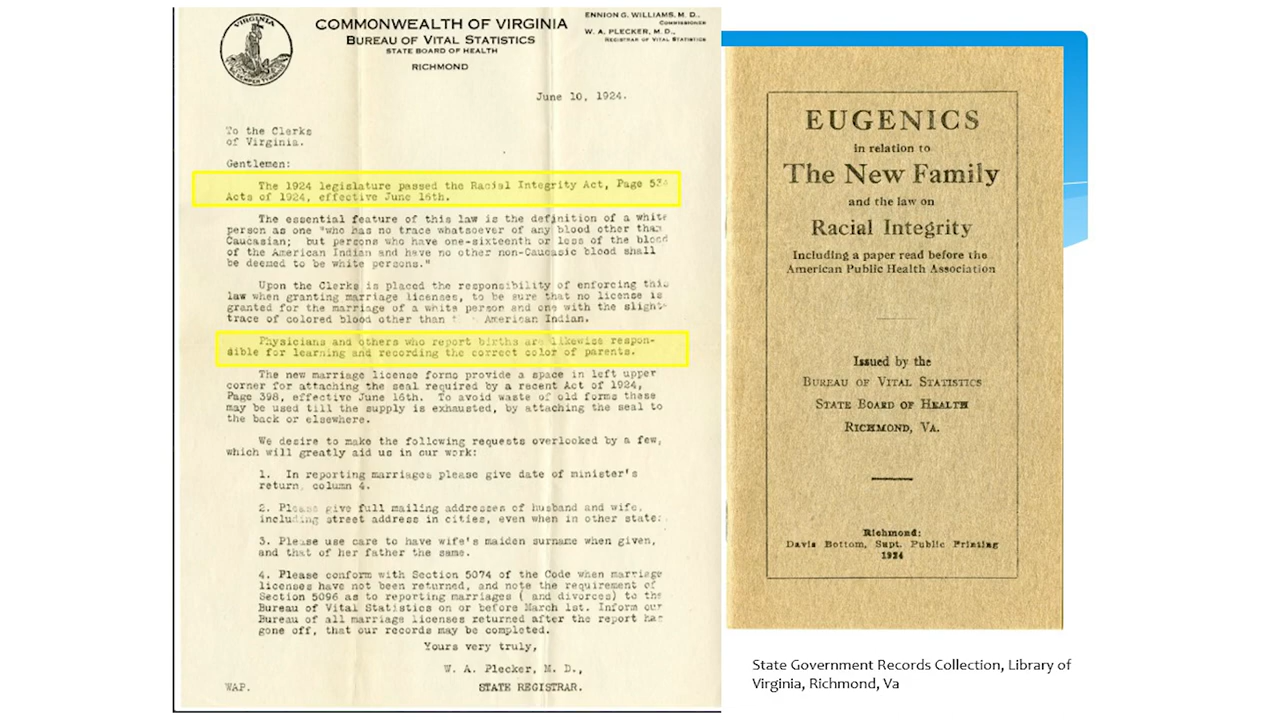 VIRGINIA
COMMONWEALTH OF VIRGINIA
BUREAU OF VITAL STATISTICS
STATE BOARD OF HEALTH
RICHMOND
ENNION G. WILLIAMS, M. D.,
COMMISSIONER
W. A. PLECKER, M. D.,
REGISTRAR OF VITAL STATISTICS
June 10, 1924.
To the Clerks
of Virginia.
Gentlemen:
The 1924 legislature passed the Racial Integrity Act, Page
Acts of 1924, effective June 16th.
The essential feature of this law is the definition of a white
person as one "who has no trace whatsoever of any blood other than
Caucasian; but persons who have one-sixteenth or less of the blood
of the American Indian and have no other non-Caucasic blood shall
be deemed to be white persons."
Upon the Clerks is placed the responsibility of enforcing this
law when granting marriage licenses, to be sure that no license is
granted for the marriage of a white person and one with the slight-
trace of colored blood other than American Indian.
Physicians and others who report births are likewise respon-
sible for learning and recording the correct color of parents.
The new marriage license forms provide a space in left upper
corner for attaching the seal required by a recent Act of 1924,
Page 398, effective June 16th. To avoid waste of old forms these
may be used till the supply is exhausted, by attaching the seal to
the back or elsewhere.
We desire to make the following requests overlooked by a few,
which will greatly aid us in our work:
1. In reporting marriages please give date of minister's
return, column 4.
2. Please give full mailing addresses of husband and wife,
including street address in cities, even when in other state.
3. Please use care to have wife's maiden surname when given,
and that of her father the same.
4. Please conform with Section 5074 of the Code when marriage
licenses have not been returned, and note the requirement of
Section 5096 as to reporting marriages ( and divorces) to the
Bureau of Vital Statistics on or before March 1st. Inform our
Bureau of all marriage licenses returned after the report has
gone off, that our records may be completed.
Yours very truly,
W. A. Plecker, M. D.,
WAP. STATE REGISTRAR.
EUGENICS
in relation to
The New Family
and the law on
Racial Integrity
Including a paper read before the
American Public Health Association
Issued by the
BUREAU OF VITAL STATISTICS
STATE BOARD OF HEALTH
RICHMOND, VA.
Richmond:
Davis Bottom, Supt. Public Printing
1924
State Government Records Collection, Library of
Virginia, Richmond, Va